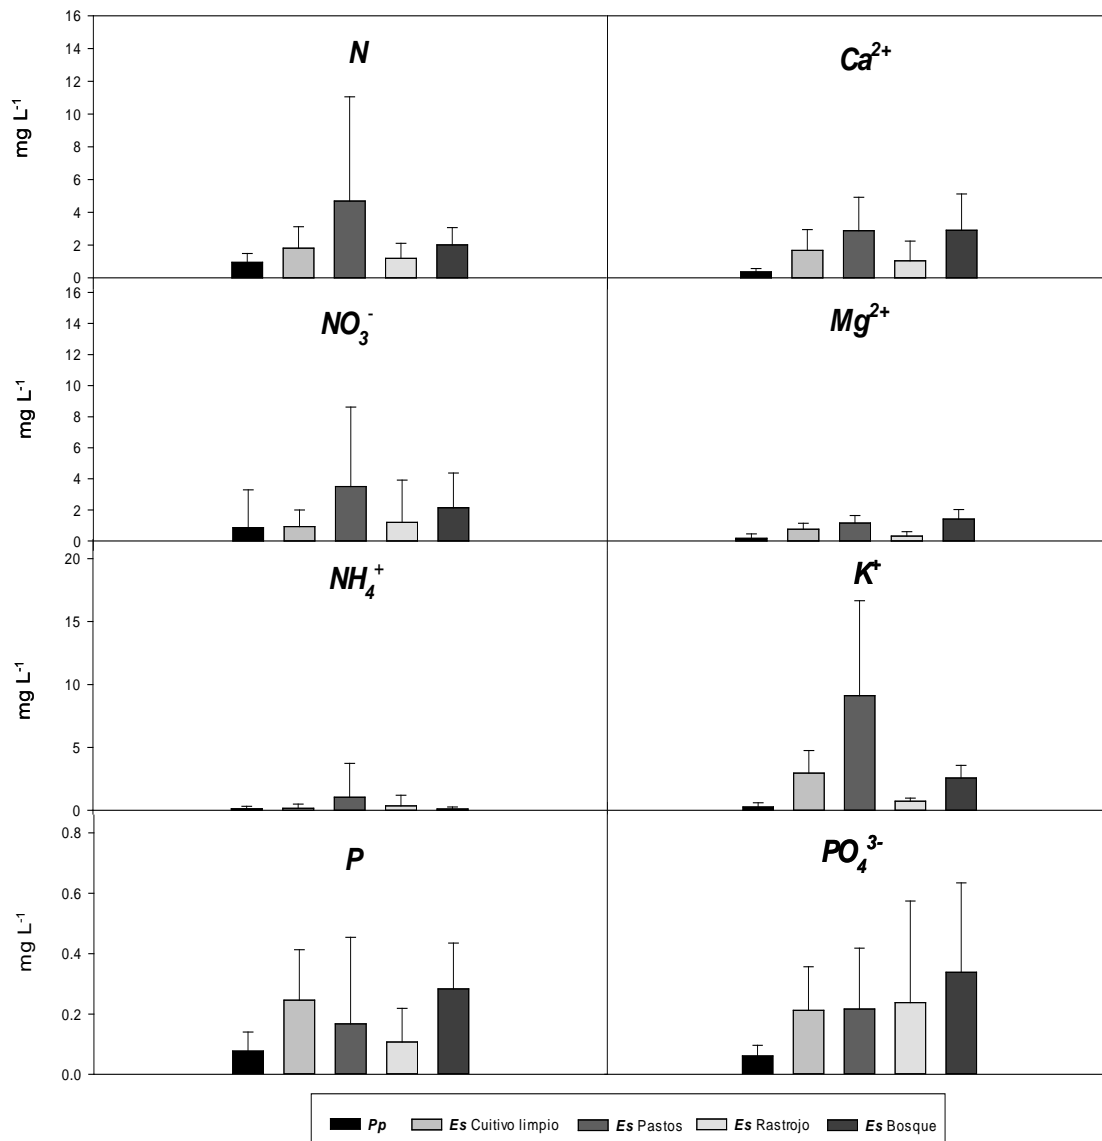 16
14
12
10
8
6
4
2
0
mg L⁻¹
N
Ca²⁺
16
14
12
10
8
6
4
2
0
mg L⁻¹
NO₃⁻
Mg²⁺
20
15
10
5
0
mg L⁻¹
NH₄⁺
K⁺
0.8
0.6
0.4
0.2
0.0
mg L⁻¹
P
PO₄³⁻
Pp Es Cuitivo limpio Es Pastos Es Rastrojo Es Bosque